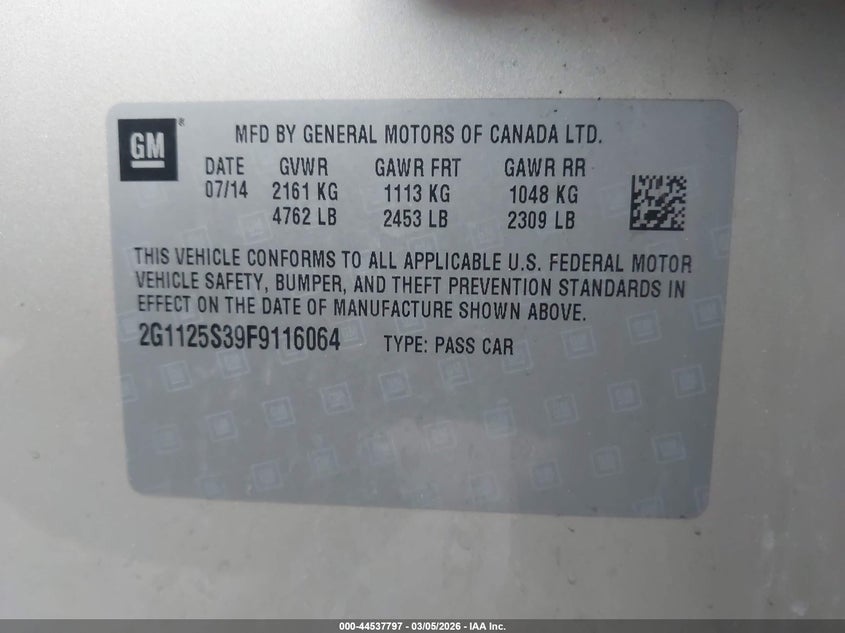 GM ® MFD BY GENERAL MOTORS OF CANADA LTD.
DATE GVWR GAWR FRT GAWR RR
07/14 2161 KG 1113 KG 1048 KG
4762 LB 2453 LB 2309 LB
THIS VEHICLE CONFORMS TO ALL APPLICABLE U.S. FEDERAL MOTOR
VEHICLE SAFETY, BUMPER, AND THEFT PREVENTION STANDARDS IN
EFFECT ON THE DATE OF MANUFACTURE SHOWN ABOVE.
2G1125S39F9116064 TYPE: PASS CAR
000-44537797 - 03/05/2026 - IAA Inc.